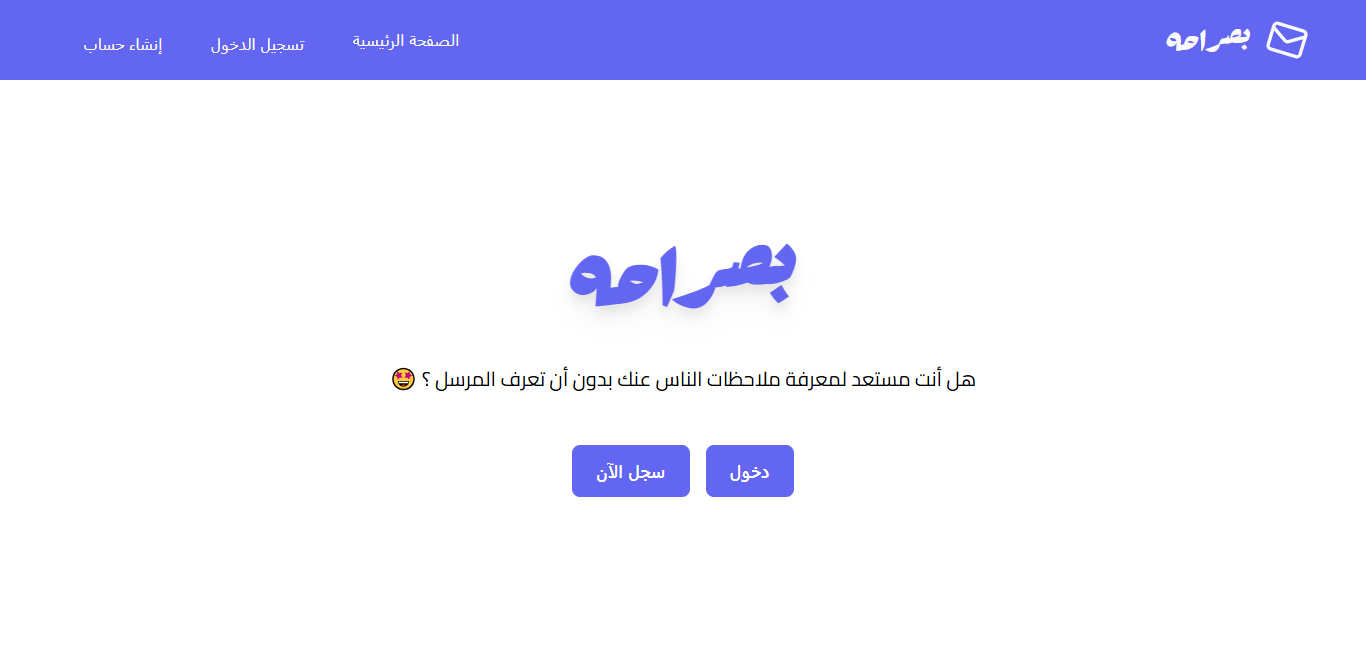 بصراحه
الصفحة الرئيسية
تسجيل الدخول
إنشاء حساب
بصراحه
هل أنت مستعد لمعرفة ملاحظات الناس عنك بدون أن تعرف المرسل ؟ 🤩
دخول
سجل الآن